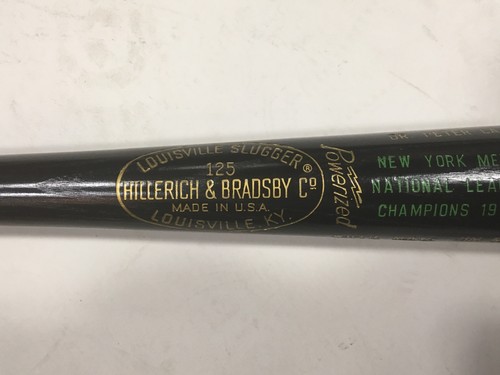 LOUISVILLE SLUGGER®
125
HILLERICH & BRADSBY Cº
MADE IN U.S.A.
LOUISVILLE, KY.
Powerized
NEW YORK ME
NATIONAL LEA
CHAMPIONS 19